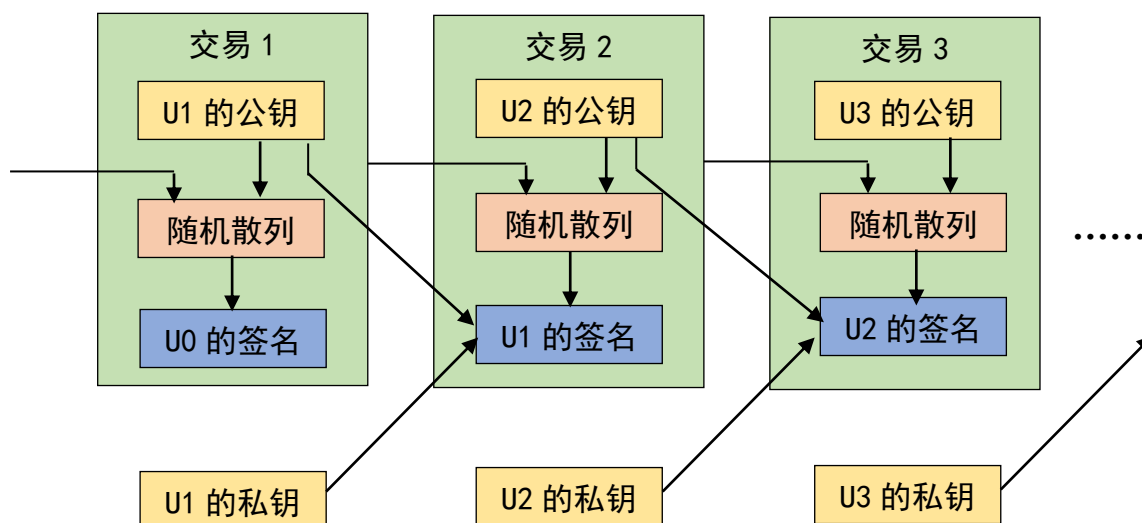 交易 1
交易 2
交易 3
U1 的公钥
U2 的公钥
U3 的公钥
随机散列
随机散列
随机散列
……
U0 的签名
U1 的签名
U2 的签名
U1 的私钥
U2 的私钥
U3 的私钥